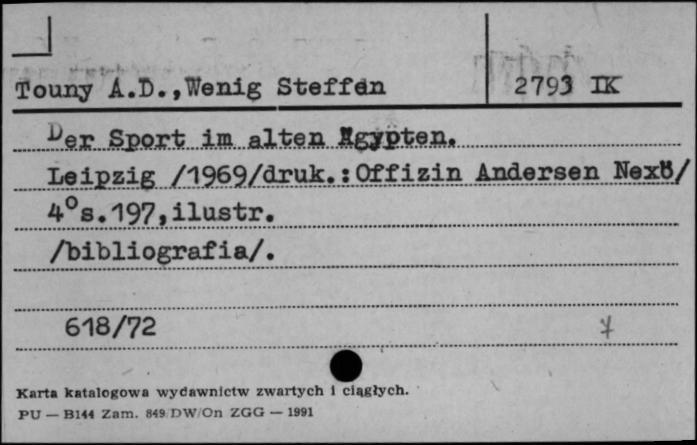 Touny A.D.,Wenig Steffen 2793 IK
Der Sport im alten Ägypten.
Leipzig /1969/druk.:Offizin Andersen Nexö/
4°s.197,ilustr.
/bibliografia/.
618/72
Karta katalogowa wydawnictw zwartych i ciągłych.
PU — B144 Zam. 849 DW/On ZGG — 1991